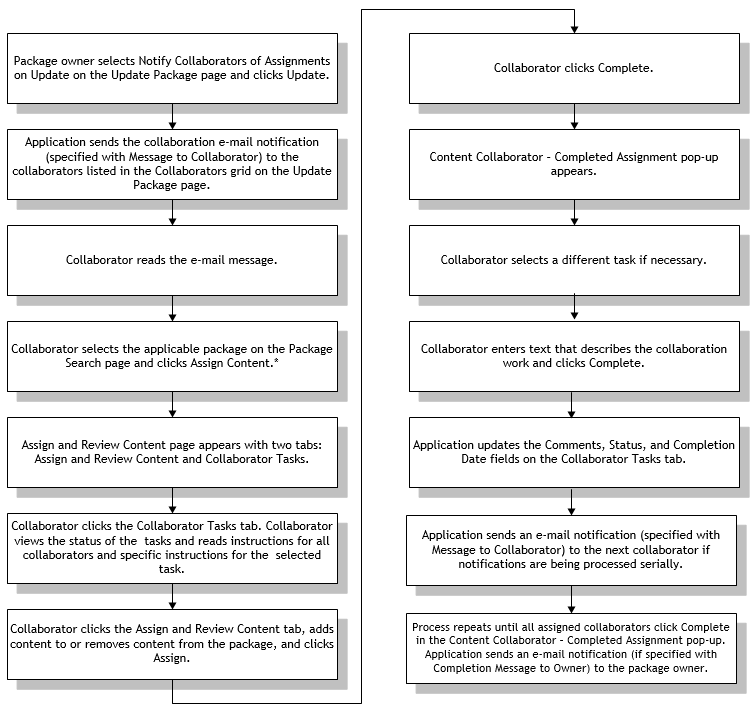 Package owner selects Notify Collaborators of Assignments
on Update on the Update Package page and clicks Update.
Application sends the collaboration e-mail notification
(specified with Message to Collaborator) to the
collaborators listed in the Collaborators grid on the Update
Package page.
Collaborator reads the e-mail message.
Collaborator selects the applicable package on the Package
Search page and clicks Assign Content.*
Assign and Review Content page appears with two tabs:
Assign and Review Content and Collaborator Tasks.
Collaborator clicks the Collaborator Tasks tab. Collaborator
views the status of the tasks and reads instructions for all
collaborators and specific instructions for the selected
task.
Collaborator clicks the Assign and Review Content tab, adds
content to or removes content from the package, and clicks
Assign.
Collaborator clicks Complete.
Content Collaborator – Completed Assignment pop-up
appears.
Collaborator selects a different task if necessary.
Collaborator enters text that describes the collaboration
work and clicks Complete.
Application updates the Comments, Status, and Completion
Date fields on the Collaborator Tasks tab.
Application sends an e-mail notification (specified with
Message to Collaborator) to the next collaborator if
notifications are being processed serially.
Process repeats until all assigned collaborators click Complete
in the Content Collaborator – Completed Assignment pop-up.
Application sends an e-mail notification (if specified with
Completion Message to Owner) to the package owner.